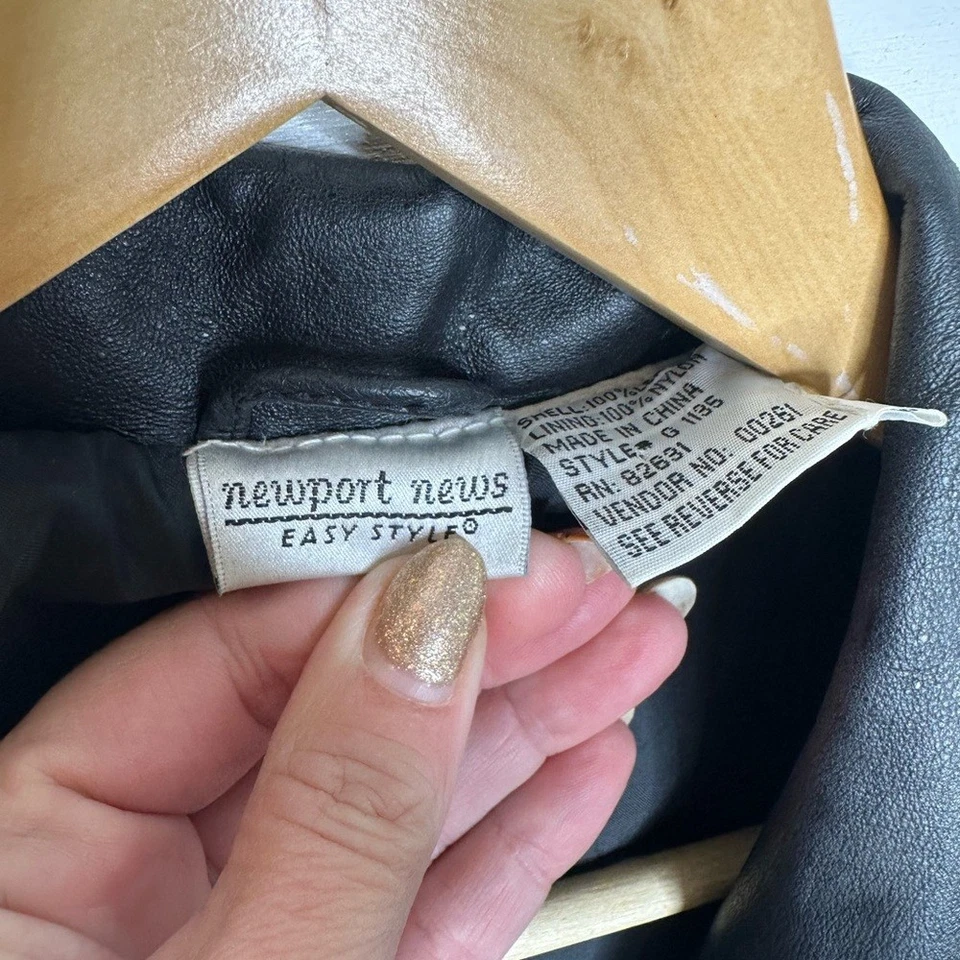 newport news
EASY STYLE®
SHELL:100%
LINING:100% NYLON
MADE IN CHINA
STYLE:# G 1135
RN: 82631
VENDOR NO: 00261
SEE REVERSE FOR CARE